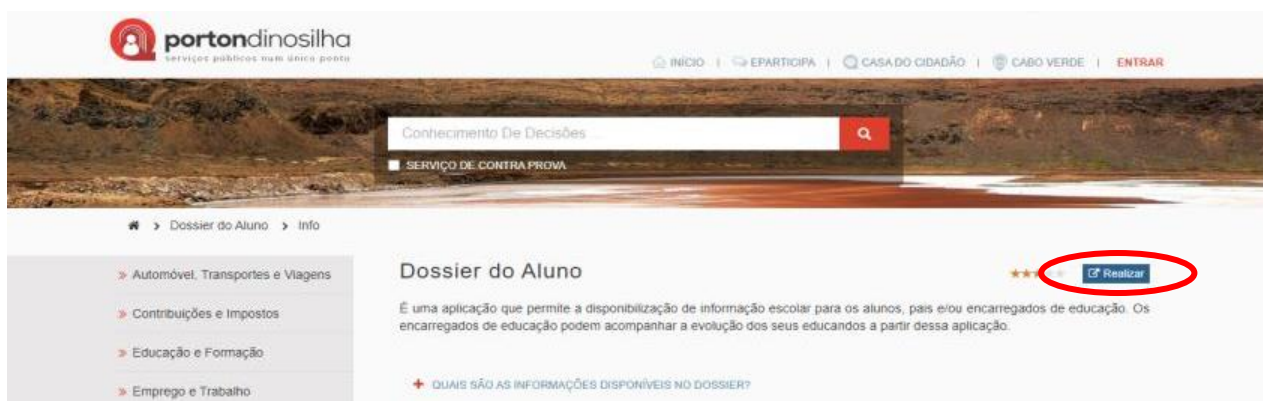 portondinosilha
serviços públicos num único ponto
INÍCIO | EPARTICIPA | CASA DO CIDADÃO | CABO VERDE | ENTRAR
Conhecimento De Decisões ...
SERVIÇO DE CONTRA PROVA
> Dossier do Aluno > Info
» Automóvel, Transportes e Viagens
» Contribuições e Impostos
» Educação e Formação
» Emprego e Trabalho
Dossier do Aluno
Realizar
É uma aplicação que permite a disponibilização de informação escolar para os alunos, pais e/ou encarregados de educação. Os
encarregados de educação podem acompanhar a evolução dos seus educandos a partir dessa aplicação.
+ QUAIS SÃO AS INFORMAÇÕES DISPONÍVEIS NO DOSSIER?